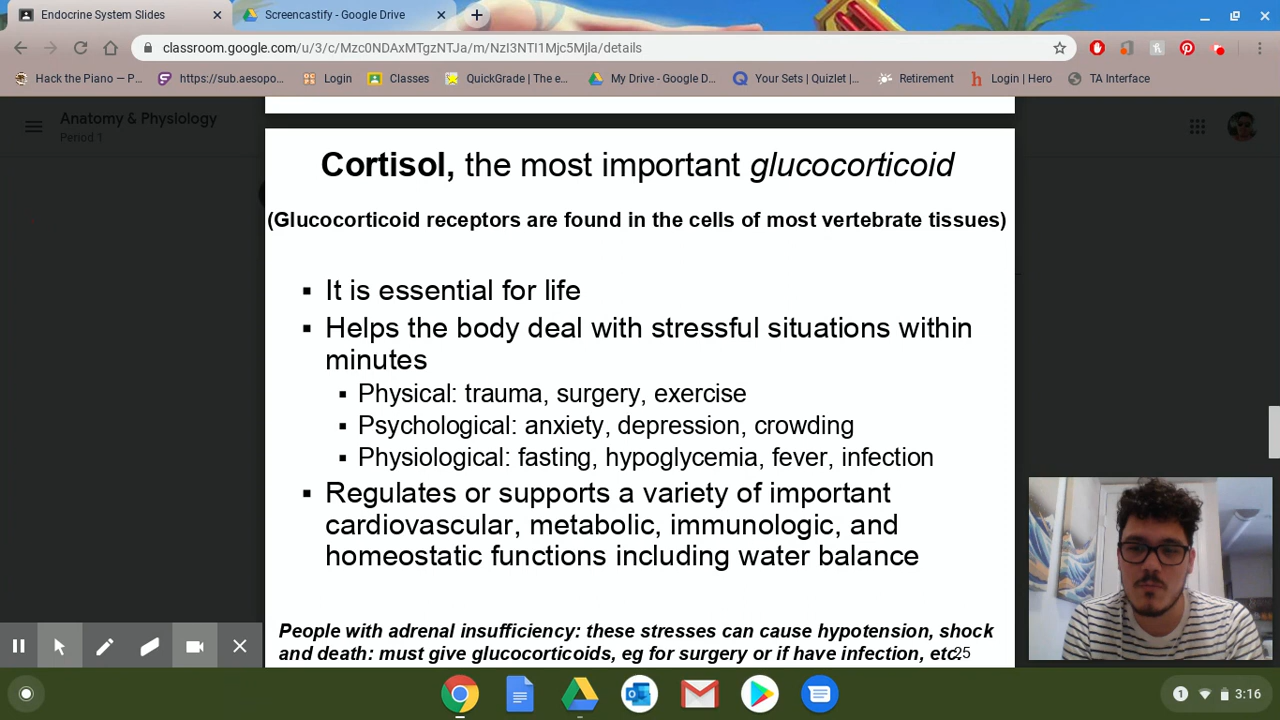 Endocrine System Slides
Screencastify - Google Drive
classroom.google.com/u/3/c/Mzc0NDAxMTgzNTJa/m/NzI3NTI1Mjc5Mjla/details
Hack the Piano — P...
https://sub.aesopo...
Login
Classes
QuickGrade | The e...
My Drive - Google D...
Your Sets | Quizlet |...
Retirement
Login | Hero
TA Interface
Anatomy & Physiology
Period 1
Cortisol, the most important glucocorticoid
(Glucocorticoid receptors are found in the cells of most vertebrate tissues)
▪ It is essential for life
▪ Helps the body deal with stressful situations within
minutes
▪ Physical: trauma, surgery, exercise
▪ Psychological: anxiety, depression, crowding
▪ Physiological: fasting, hypoglycemia, fever, infection
▪ Regulates or supports a variety of important
cardiovascular, metabolic, immunologic, and
homeostatic functions including water balance
People with adrenal insufficiency: these stresses can cause hypotension, shock
and death: must give glucocorticoids, eg for surgery or if have infection, etc.
25
1
3:16